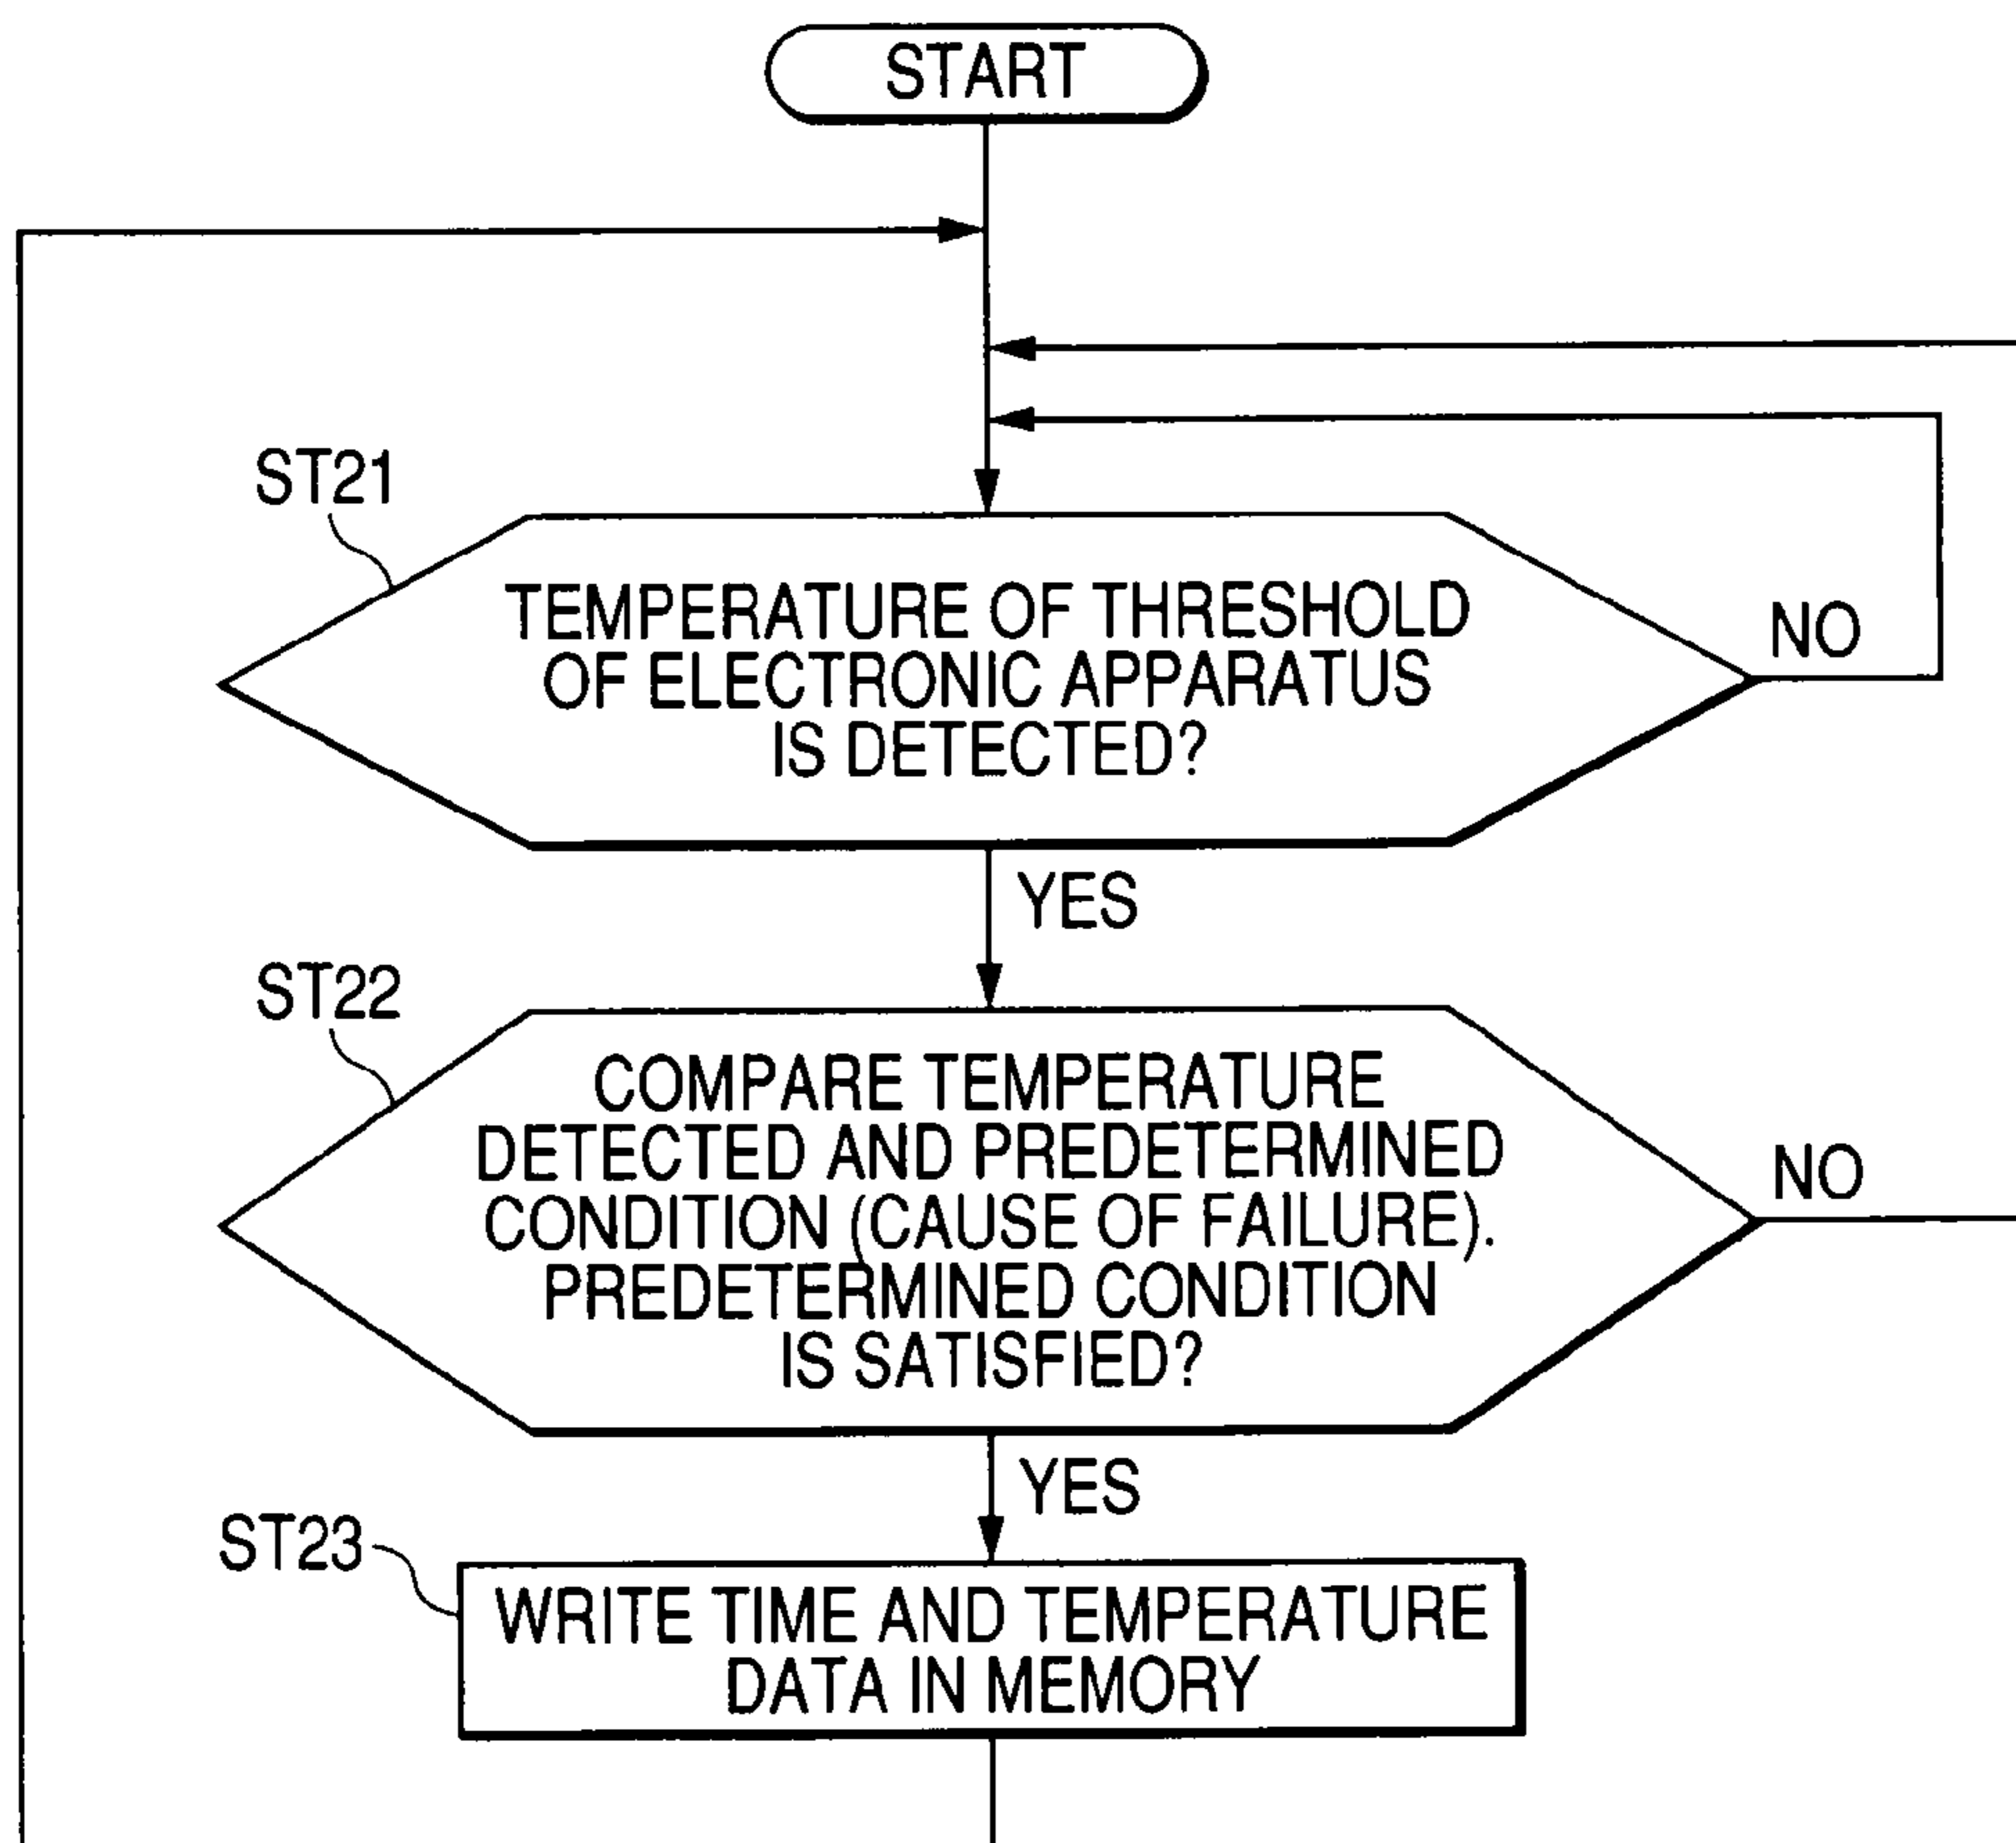 START
ST21
TEMPERATURE OF THRESHOLD
OF ELECTRONIC APPARATUS
IS DETECTED?
NO
YES
ST22
COMPARE TEMPERATURE
DETECTED AND PREDETERMINED
CONDITION (CAUSE OF FAILURE).
PREDETERMINED CONDITION
IS SATISFIED?
NO
YES
ST23
WRITE TIME AND TEMPERATURE
DATA IN MEMORY